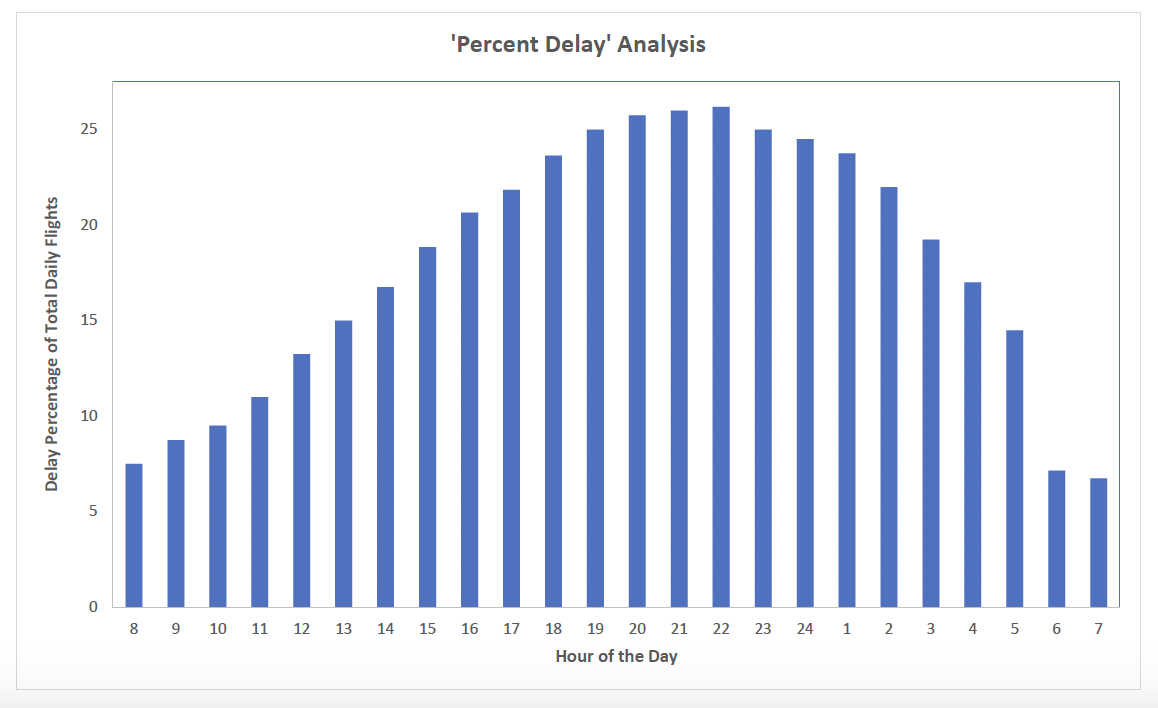 'Percent Delay' Analysis
Delay Percentage of Total Daily Flights
25
20
15
10
5
0
8 9 10 11 12 13 14 15 16 17 18 19 20 21 22 23 24 1 2 3 4 5 6 7
Hour of the Day